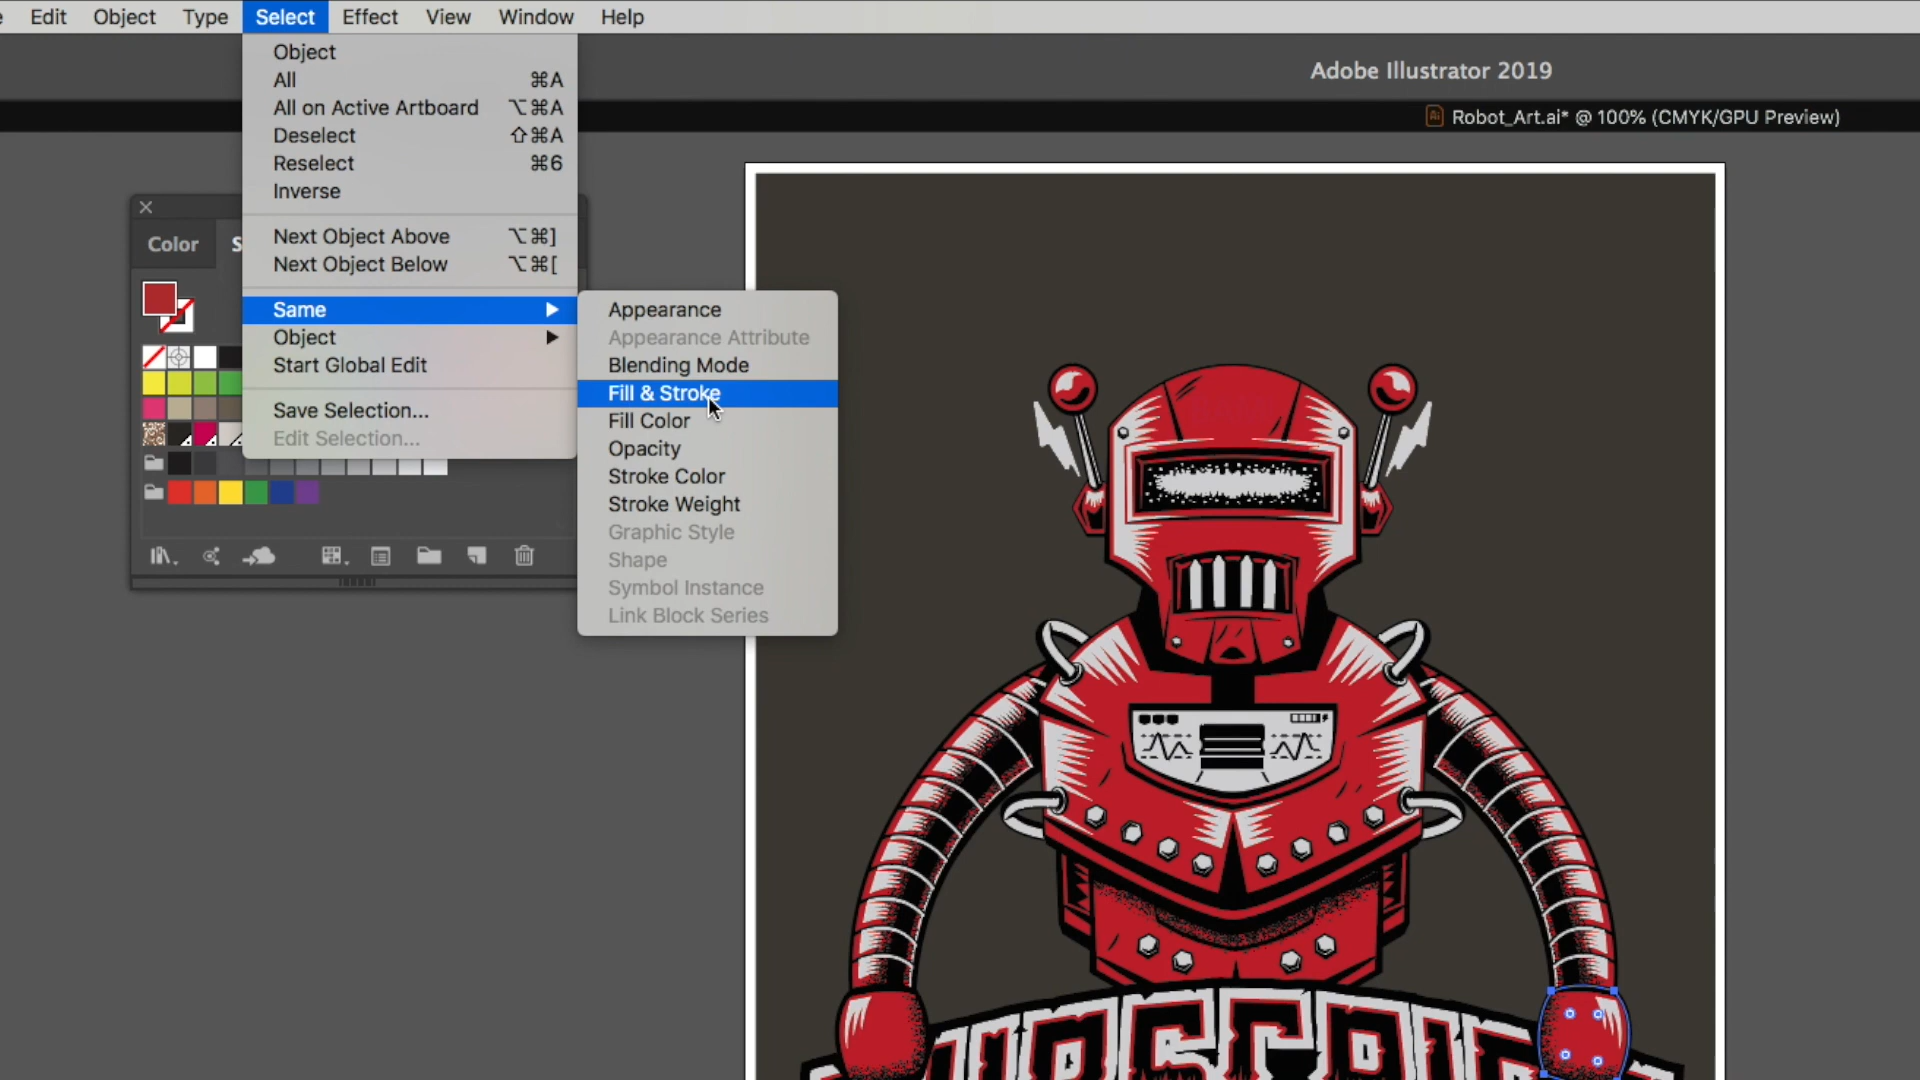 Edit Object Type Select Effect View Window Help
Object
All ⌘A
All on Active Artboard ⌥⌘A
Deselect ⇧⌘A
Reselect ⌘6
Inverse
Next Object Above ⌥⌘]
Next Object Below ⌥⌘[
Same
Object
Start Global Edit
Save Selection...
Edit Selection...
Appearance
Appearance Attribute
Blending Mode
Fill & Stroke
Fill Color
Opacity
Stroke Color
Stroke Weight
Graphic Style
Shape
Symbol Instance
Link Block Series
Color S
Adobe Illustrator 2019
Ai Robot_Art.ai* @ 100% (CMYK/GPU Preview)